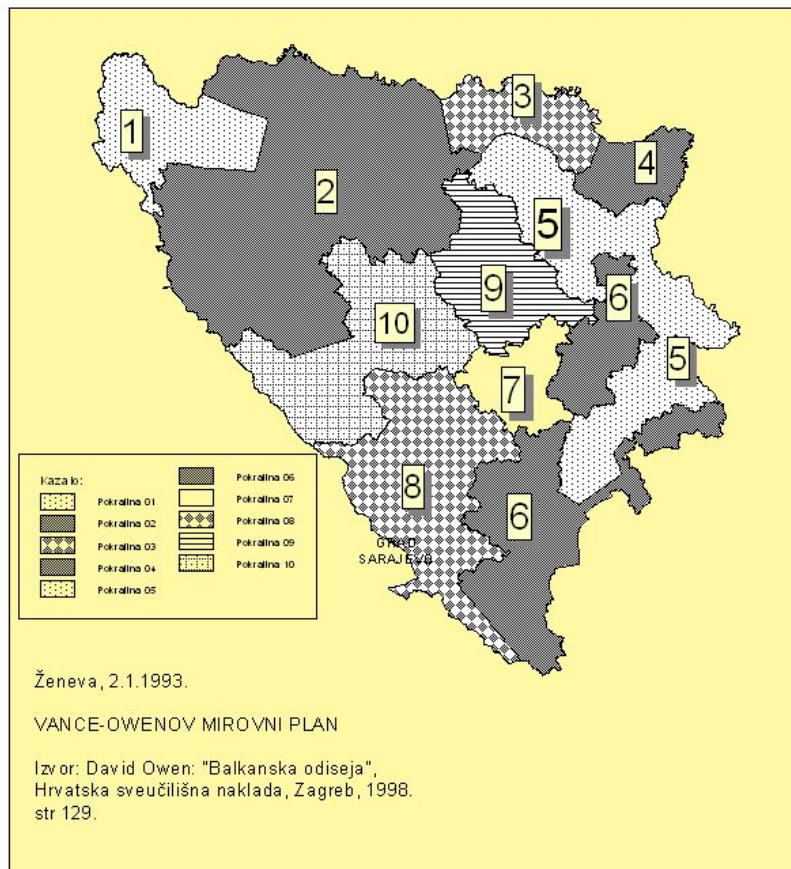 3
1
4
2
5
6
9
10
5
7
8
6
GRAD
SARAJEVO
Kazalo:
Pokrajina 01
Pokrajina 02
Pokrajina 03
Pokrajina 04
Pokrajina 05
Pokrajina 06
Pokrajina 07
Pokrajina 08
Pokrajina 09
Pokrajina 10
Ženeva, 2.1.1993.
VANCE-OWENOV MIROVNI PLAN
Izvor: David Owen: "Balkanska odiseja",
Hrvatska sveučilišna naklada, Zagreb, 1998.
str 129.